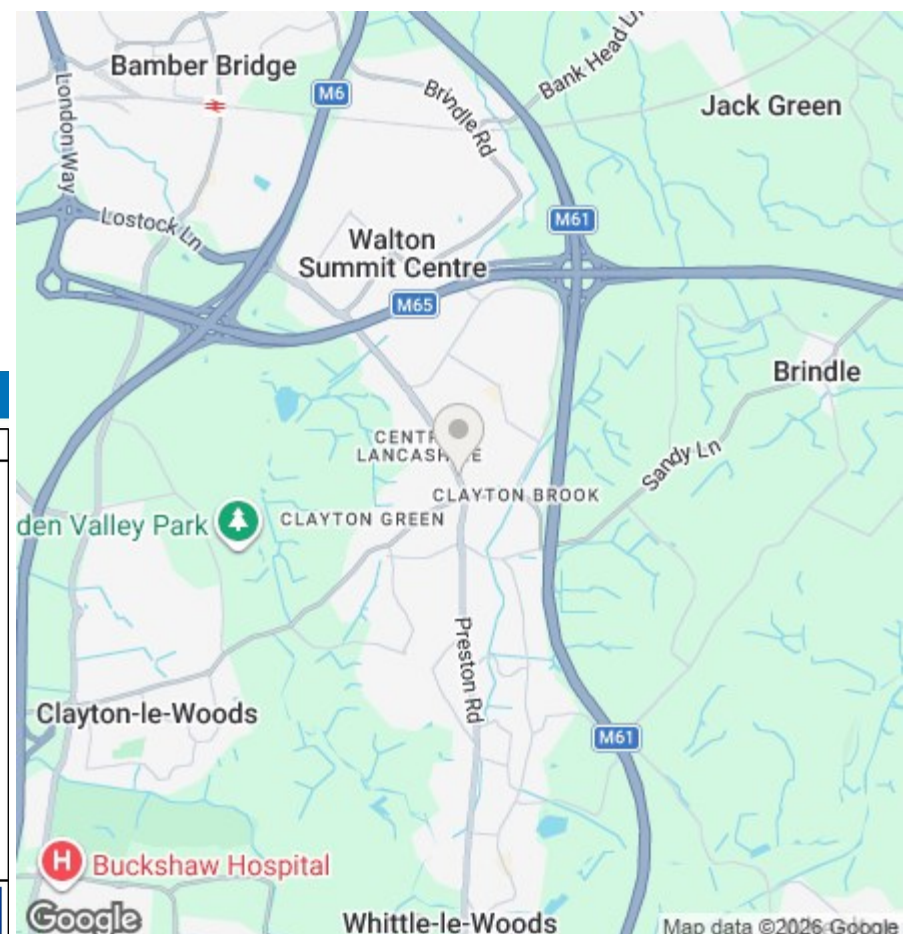 Bamber Bridge
M6
Bank Head Ln
Brindle Rd
Jack Green
London Way
Lostock Ln
M61
Walton
Summit Centre
M65
Brindle
CLAYTON BROOK
Sandy Ln
den Valley Park
CLAYTON GREEN
Preston Rd
Clayton-le-Woods
M61
H
Buckshaw Hospital
Google
Whittle-le-Woods
Map data ©2026 Google